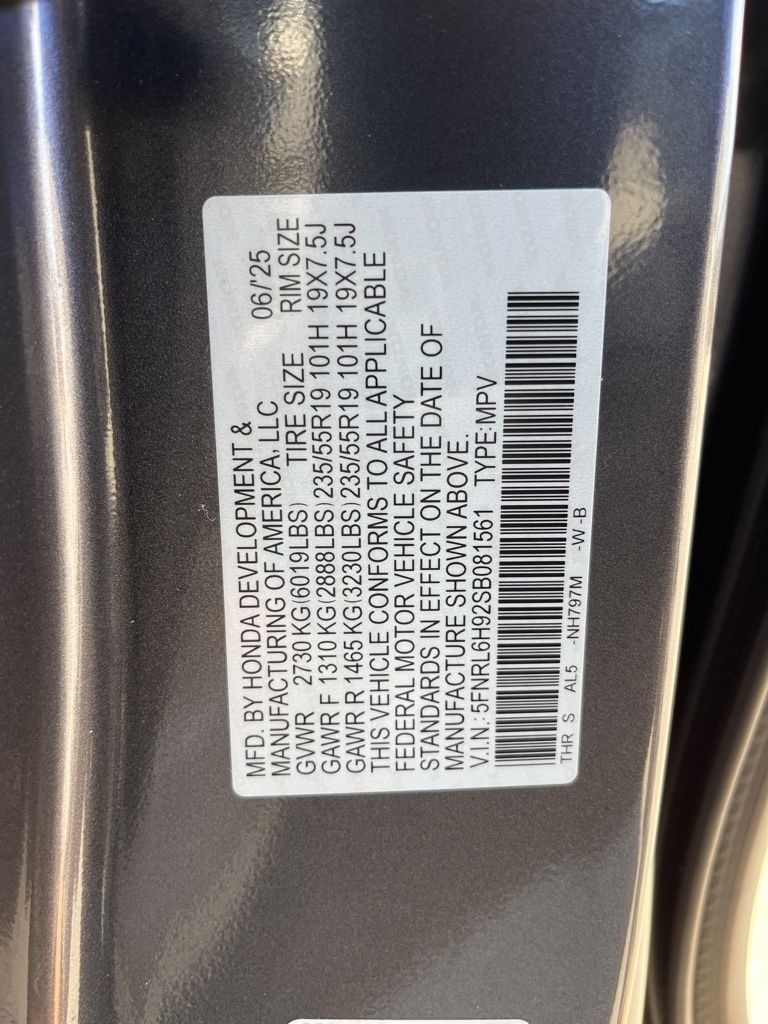 MFD. BY HONDA DEVELOPMENT &
MANUFACTURING OF AMERICA, LLC 06/'25
GVWR 2730 KG(6019LBS) TIRE SIZE RIM SIZE
GAWR F 1310 KG(2888LBS) 235/55R19 101H 19X7.5J
GAWR R 1465 KG(3230LBS) 235/55R19 101H 19X7.5J
THIS VEHICLE CONFORMS TO ALL APPLICABLE
FEDERAL MOTOR VEHICLE SAFETY
STANDARDS IN EFFECT ON THE DATE OF
MANUFACTURE SHOWN ABOVE.
V.I.N.: 5FNRL6H92SB081561 TYPE: MPV
THR S AL5 -NH797M -W -B